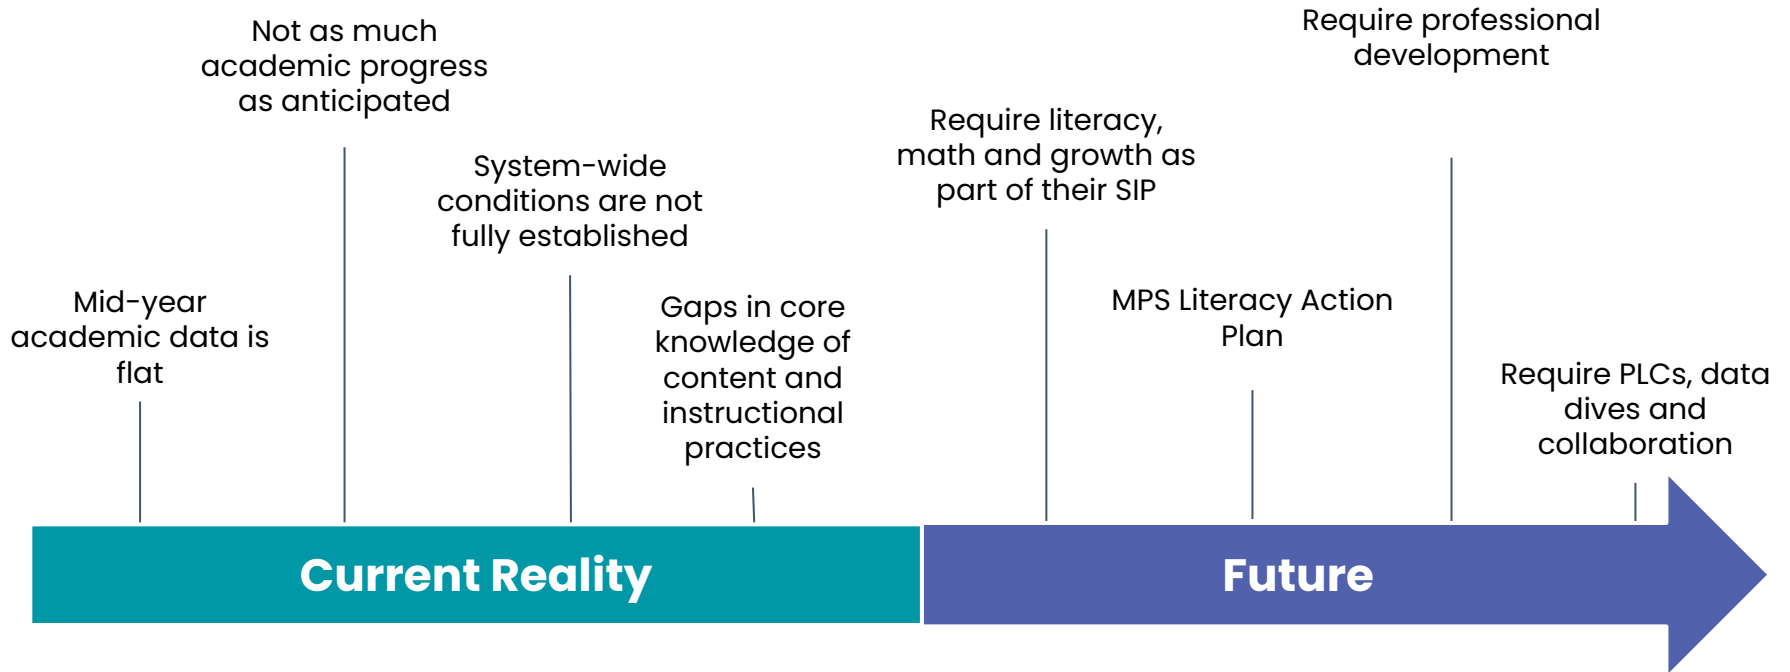 Mid-year
academic data is
flat
Not as much
academic progress
as anticipated
System-wide
conditions are not
fully established
Gaps in core
knowledge of
content and
instructional
practices
Require literacy,
math and growth as
part of their SIP
MPS Literacy Action
Plan
Require professional
development
Require PLCs, data
dives and
collaboration
Current Reality
Future